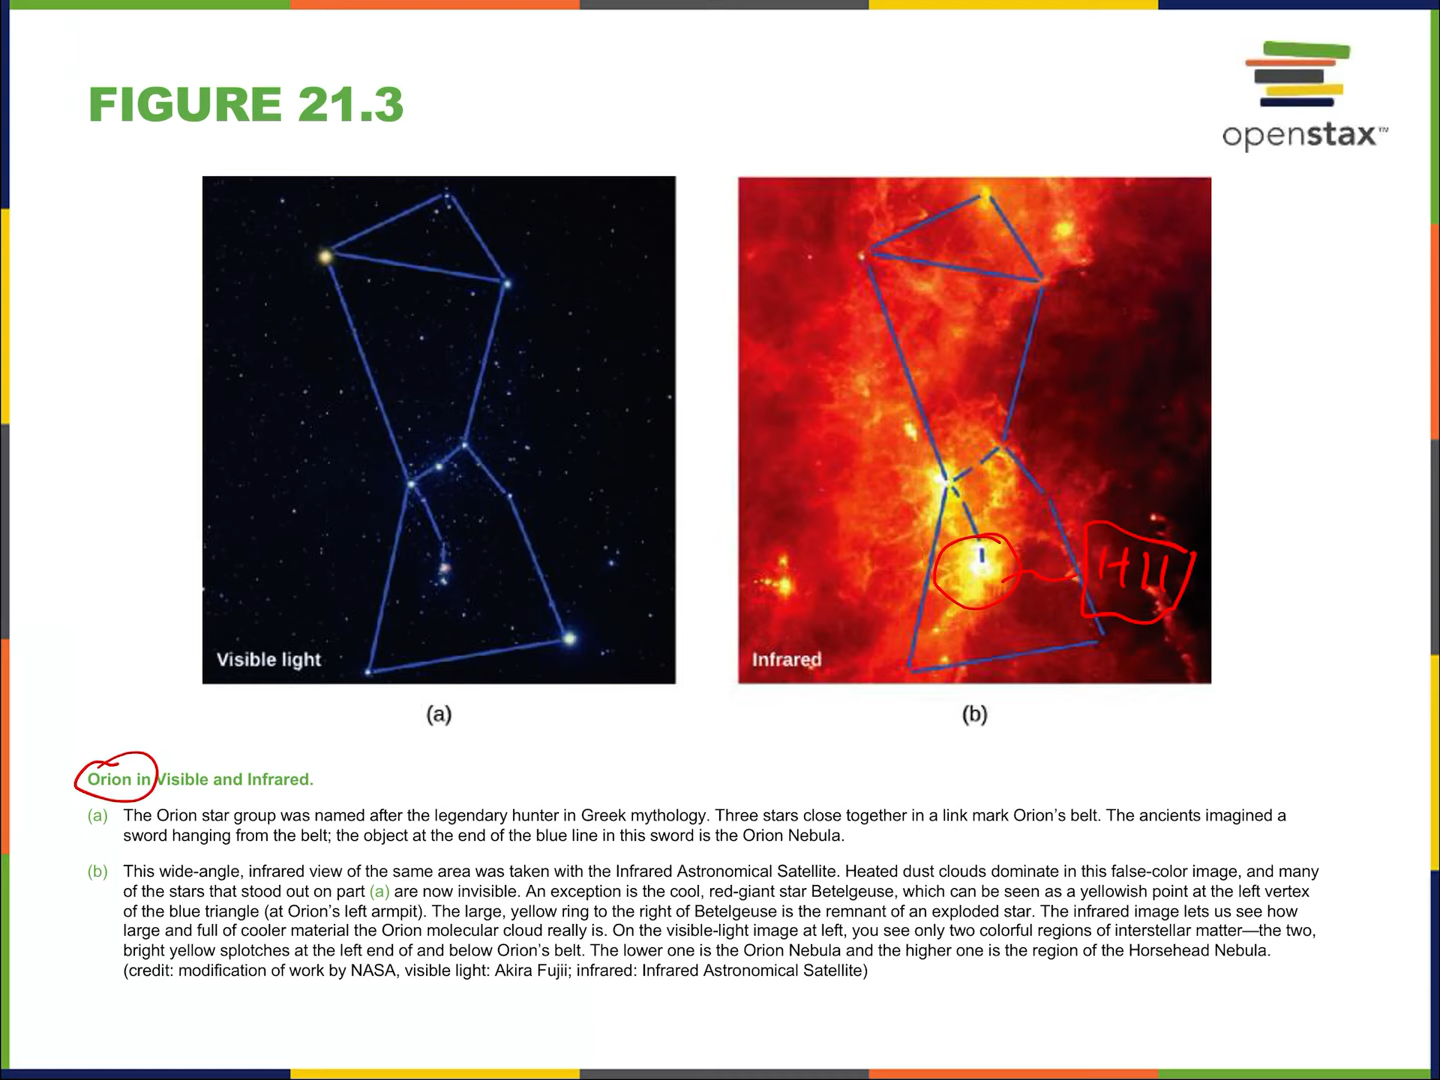 FIGURE 21.3
openstax™
Visible light
Infrared
HII
(a)
(b)
Orion in Visible and Infrared.
(a) The Orion star group was named after the legendary hunter in Greek mythology. Three stars close together in a link mark Orion’s belt. The ancients imagined a
sword hanging from the belt; the object at the end of the blue line in this sword is the Orion Nebula.
(b) This wide-angle, infrared view of the same area was taken with the Infrared Astronomical Satellite. Heated dust clouds dominate in this false-color image, and many
of the stars that stood out on part (a) are now invisible. An exception is the cool, red-giant star Betelgeuse, which can be seen as a yellowish point at the left vertex
of the blue triangle (at Orion’s left armpit). The large, yellow ring to the right of Betelgeuse is the remnant of an exploded star. The infrared image lets us see how
large and full of cooler material the Orion molecular cloud really is. On the visible-light image at left, you see only two colorful regions of interstellar matter—the two,
bright yellow splotches at the left end of and below Orion’s belt. The lower one is the Orion Nebula and the higher one is the region of the Horsehead Nebula.
(credit: modification of work by NASA, visible light: Akira Fujii; infrared: Infrared Astronomical Satellite)